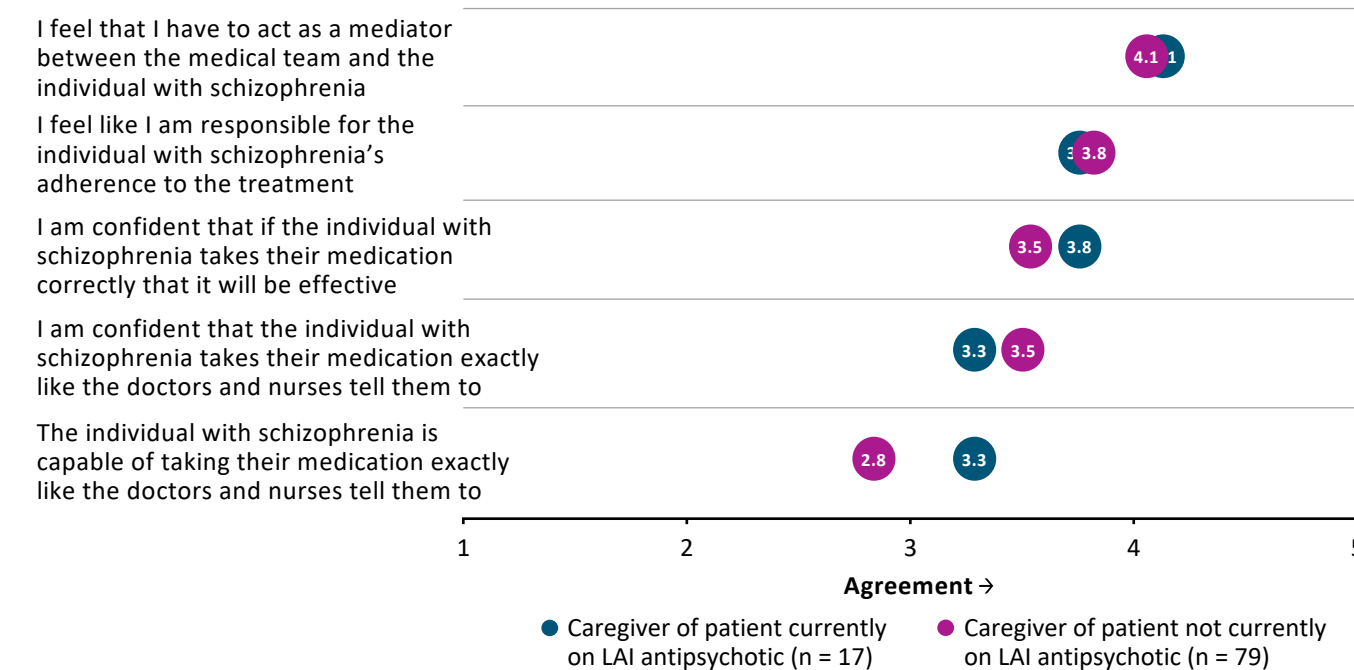 I feel that I have to act as a mediator
between the medical team and the
individual with schizophrenia
4.1 1
I feel like I am responsible for the
individual with schizophrenia’s
adherence to the treatment
3 3.8
I am confident that if the individual with
schizophrenia takes their medication
correctly that it will be effective
3.5 3.8
I am confident that the individual with
schizophrenia takes their medication exactly
like the doctors and nurses tell them to
3.3 3.5
The individual with schizophrenia is
capable of taking their medication exactly
like the doctors and nurses tell them to
2.8 3.3
1 2 3 4 5
Agreement →
Caregiver of patient currently
on LAI antipsychotic (n = 17)
Caregiver of patient not currently
on LAI antipsychotic (n = 79)